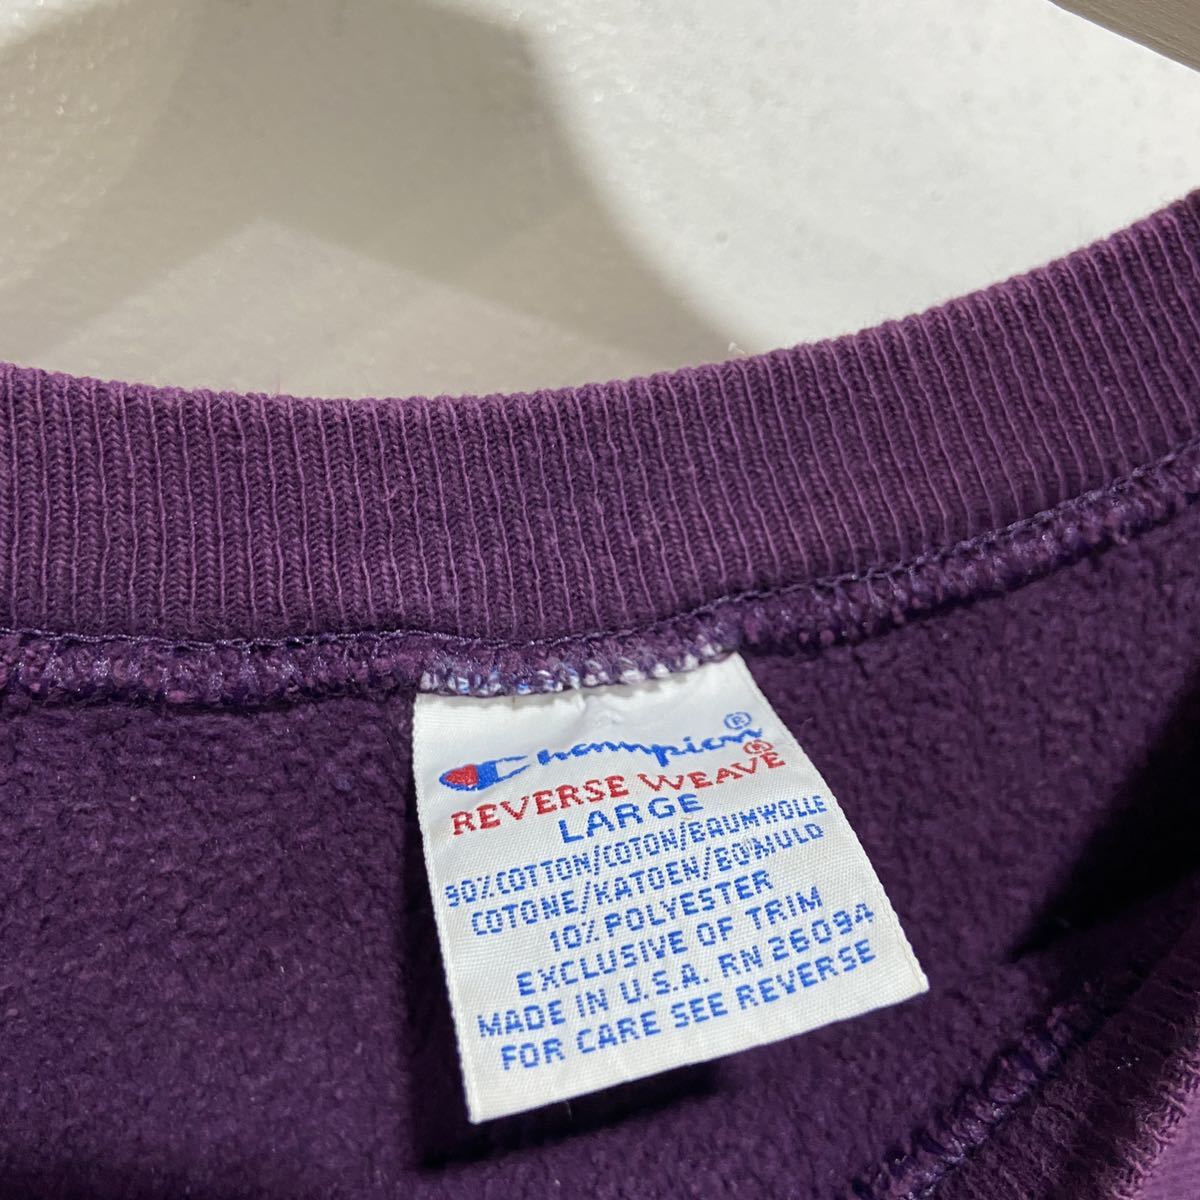 Champion®
REVERSE WEAVE®
LARGE
90% COTTON/COTON/BAUMWOLLE
COTONE/KATOEN/BOMULD
10% POLYESTER
EXCLUSIVE OF TRIM
MADE IN U.S.A. RN 26094
FOR CARE SEE REVERSE